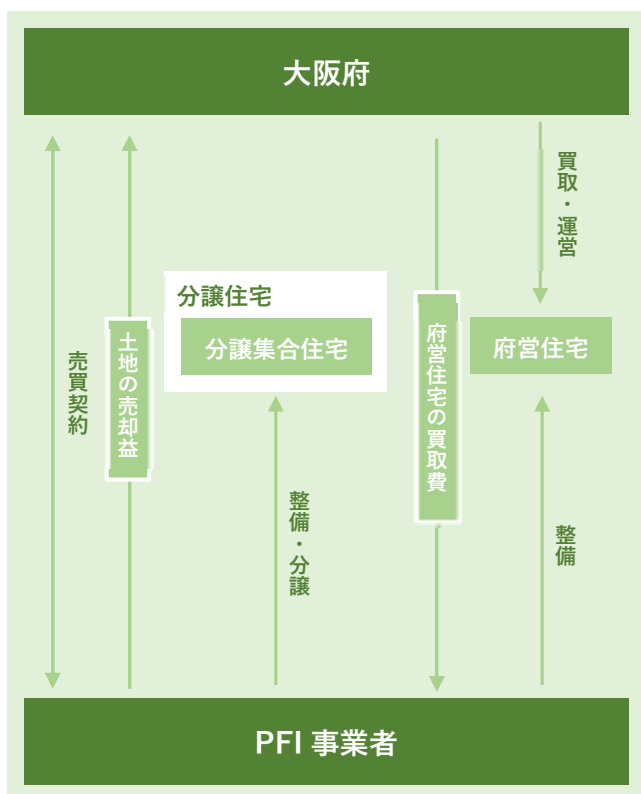 大阪府
買取・運営
分譲住宅
分譲集合住宅
府営住宅
土地の売却益
府営住宅の買取費
売買契約
整備・分譲
整備
PFI 事業者